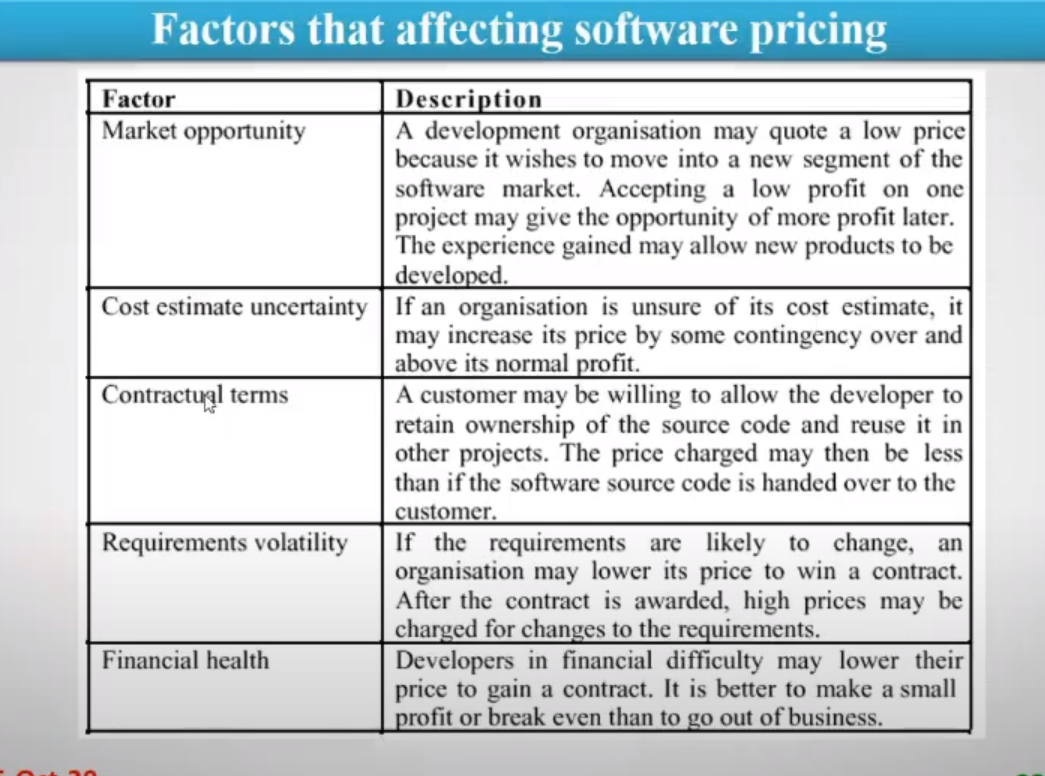 Factors that affecting software pricing
Factor
Description
Market opportunity
A development organisation may quote a low price
because it wishes to move into a new segment of the
software market. Accepting a low profit on one
project may give the opportunity of more profit later.
The experience gained may allow new products to be
developed.
Cost estimate uncertainty
If an organisation is unsure of its cost estimate, it
may increase its price by some contingency over and
above its normal profit.
Contractual terms
A customer may be willing to allow the developer to
retain ownership of the source code and reuse it in
other projects. The price charged may then be less
than if the software source code is handed over to the
customer.
Requirements volatility
If the requirements are likely to change, an
organisation may lower its price to win a contract.
After the contract is awarded, high prices may be
charged for changes to the requirements.
Financial health
Developers in financial difficulty may lower their
price to gain a contract. It is better to make a small
profit or break even than to go out of business.